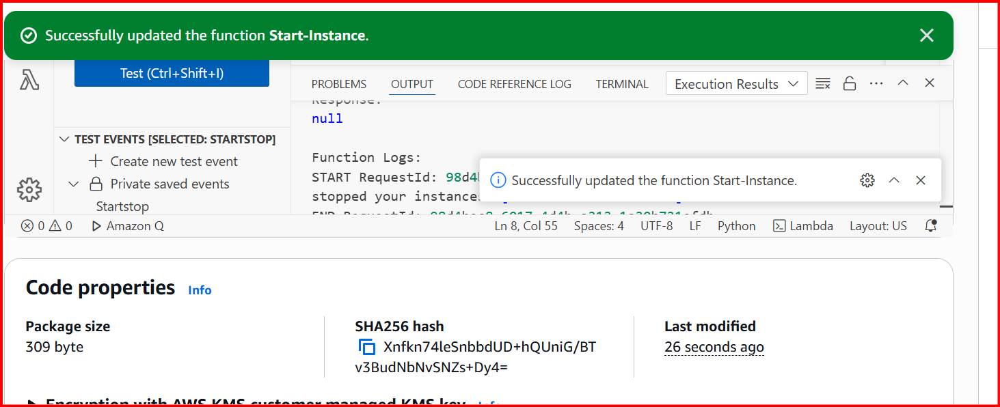 Successfully updated the function Start-Instance.
Test (Ctrl+Shift+I)
PROBLEMS OUTPUT CODE REFERENCE LOG TERMINAL Execution Results
Response:
null
TEST EVENTS [SELECTED: STARTSTOP]
Create new test event
Private saved events
Startstop
Function Logs:
START RequestId: 98d4
stopped your instances
END RequestId:
Successfully updated the function Start-Instance.
0 0 Amazon Q Ln 8, Col 55 Spaces: 4 UTF-8 LF Python Lambda Layout: US
Code properties Info
Package size
309 byte
SHA256 hash
Xnfkn74leSnbbdUD+hQUniG/BT
v3BudNbNvSNZs+Dy4=
Last modified
26 seconds ago
Encryption with AWS KMS customer managed KMS key Info